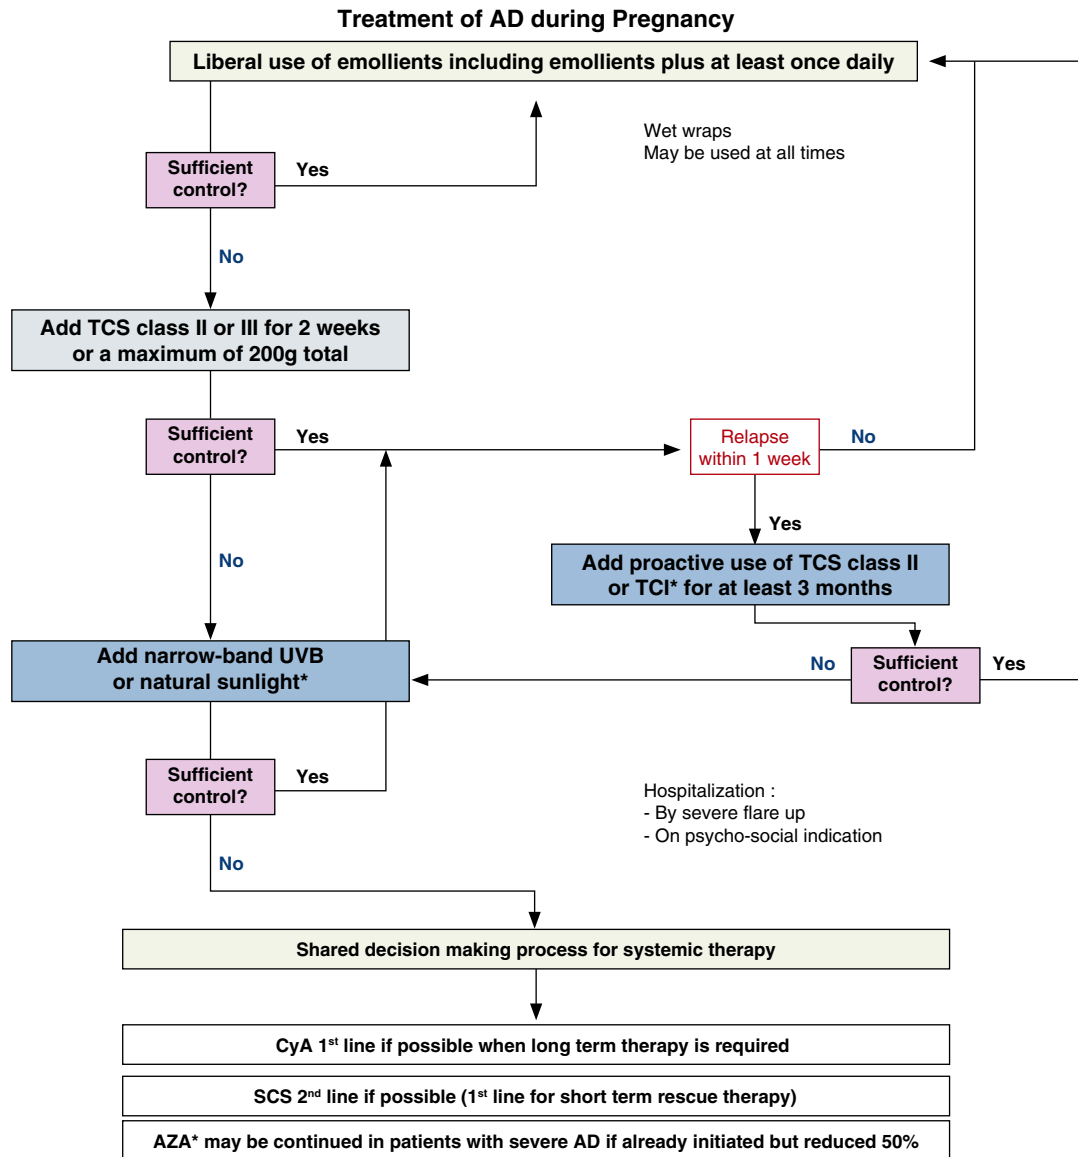 Treatment of AD during Pregnancy
Liberal use of emollients including emollients plus at least once daily
Wet wraps
May be used at all times
Sufficient
control?
Yes
No
Add TCS class II or III for 2 weeks
or a maximum of 200g total
Sufficient
control?
Yes
Relapse
within 1 week
No
No
Yes
Add proactive use of TCS class II
or TCI* for at least 3 months
Add narrow-band UVB
or natural sunlight*
No
Sufficient
control?
Yes
Sufficient
control?
Yes
Hospitalization :
- By severe flare up
- On psycho-social indication
No
Shared decision making process for systemic therapy
CyA 1st line if possible when long term therapy is required
SCS 2nd line if possible (1st line for short term rescue therapy)
AZA* may be continued in patients with severe AD if already initiated but reduced 50%